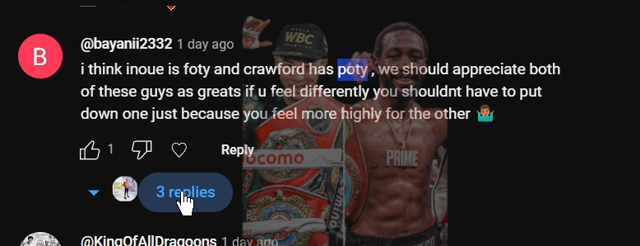 WBC
B
@bayanii2332 1 day ago
i think inoue is foty and crawford has poty , we should appreciate both
of these guys as greats if u feel differently you shouldnt have to put
down one just because you feel more highly for the other 🤷🏽‍♂️
1
Reply
ocomo
PRIME
3 replies
@KingOfAllDragoons 1 day ago